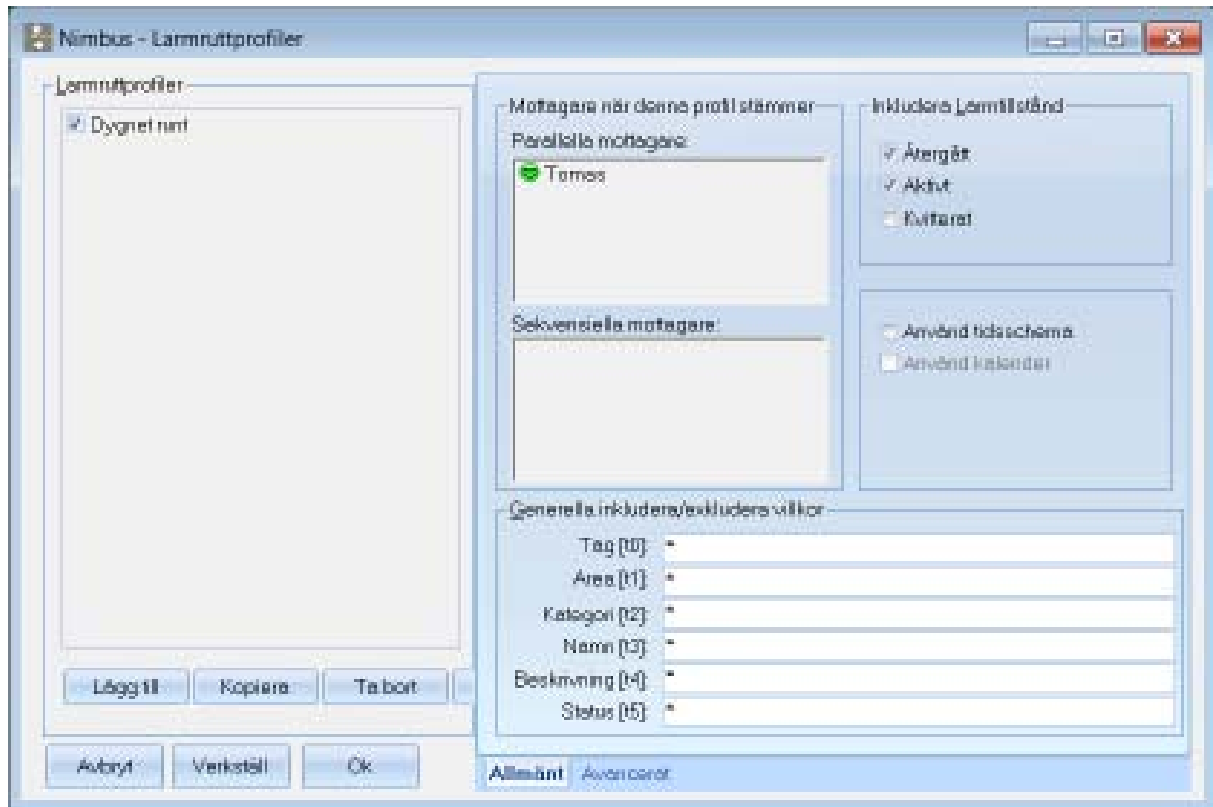 Nimbus - Larmruttprofiler
Larmruttprofiler
Dygnet runt
Lägg till
Kopiera
Ta bort
Avbryt
Verkställ
Ok
Mottagare när denna profil stämmer
Parallella mottagare:
Tomas
Sekvensiella mottagare:
Inkludera Larmtillstånd
Återgått
Aktivt
Kvitterat
Använd tidsschema
Använd kalender
Generella inkludera/exkludera villkor
Tag [t0]: *
Area [t1]: *
Kategori [t2]: *
Namn [t3]: *
Beskrivning [t4]: *
Status [t5]: *
Allmänt Avancerat